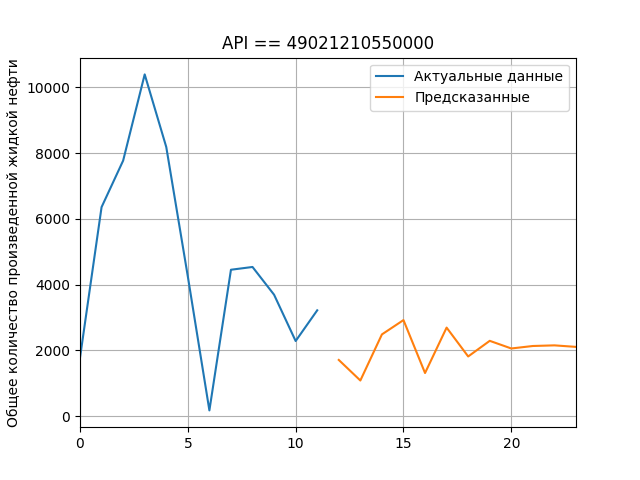 API == 49021210550000
Общее количество произведенной жидкой нефти
Актуальные данные
Предсказанные
10000
8000
6000
4000
2000
0
0 5 10 15 20